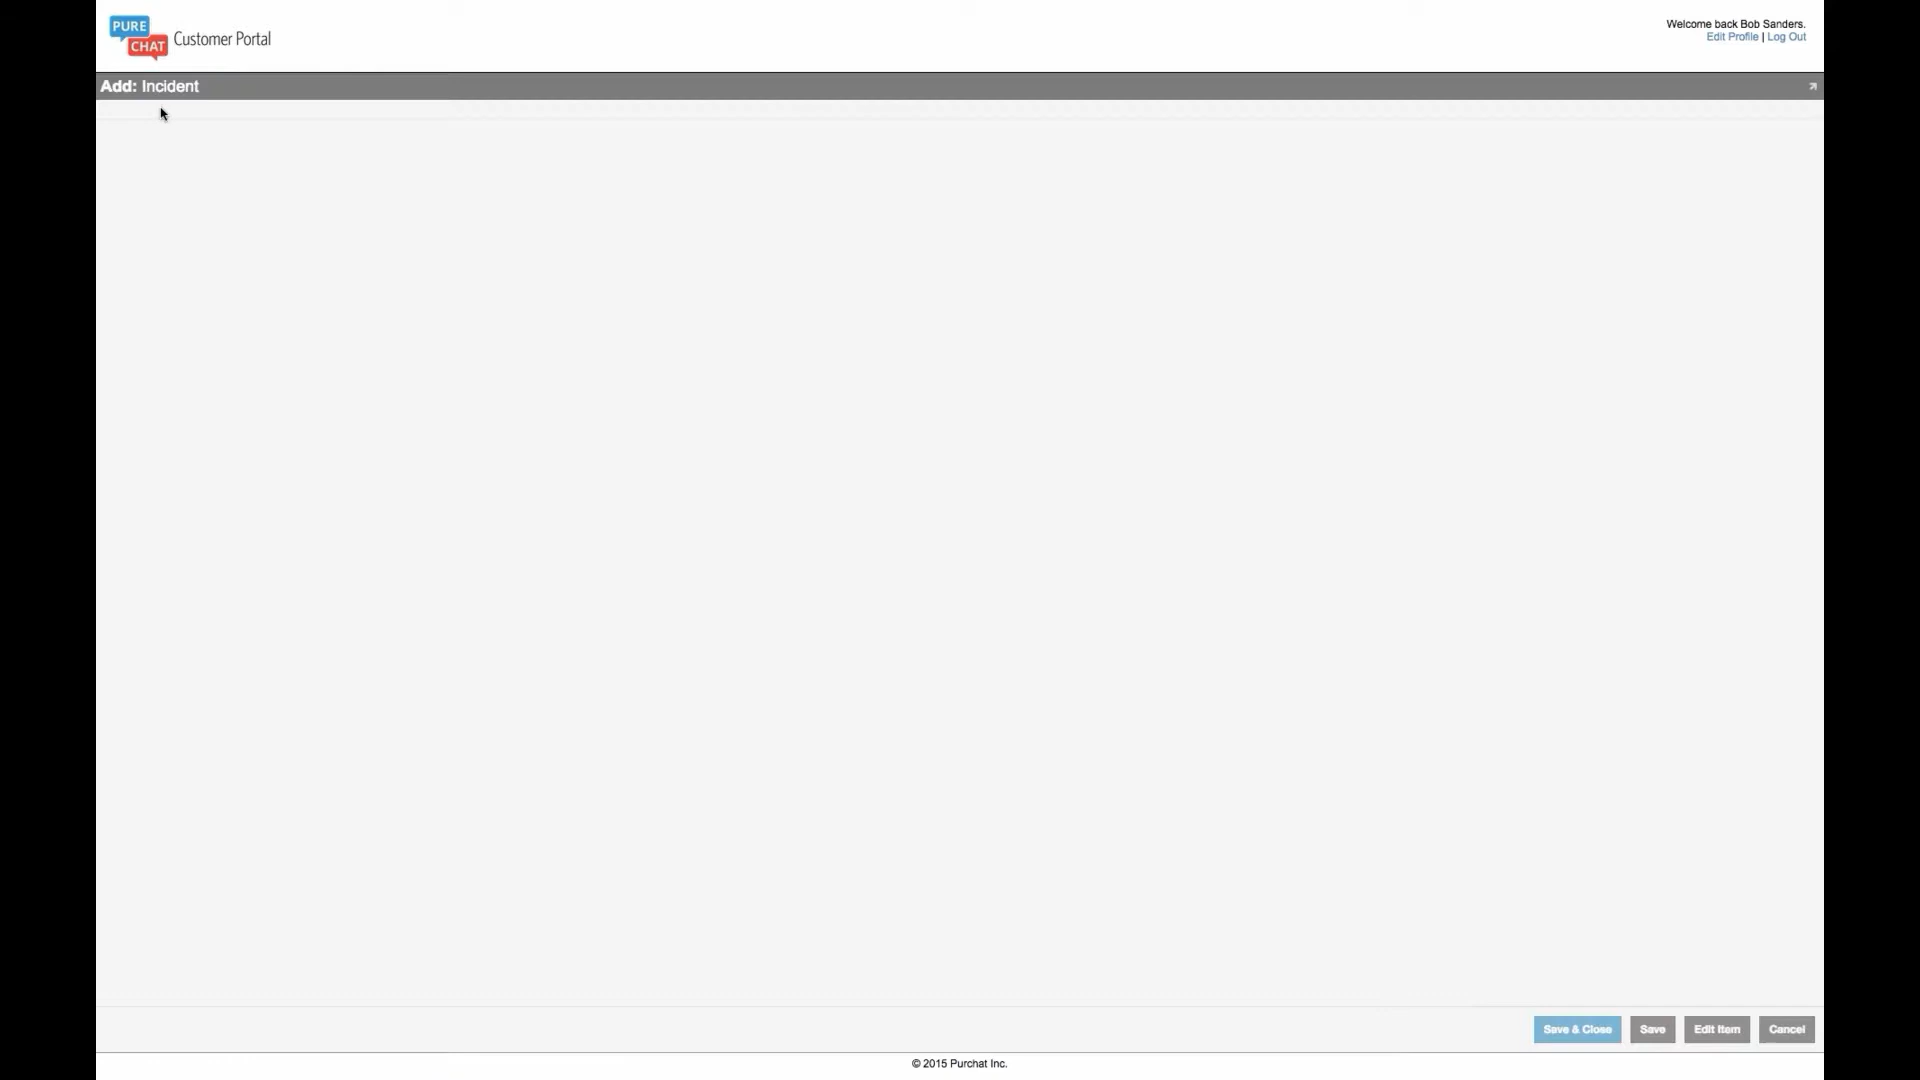 PURE
CHAT
Customer Portal
Welcome back Bob Sanders.
Edit Profile | Log Out
Add: Incident
Save & Close
Save
Edit Item
Cancel
© 2015 Purchat Inc.